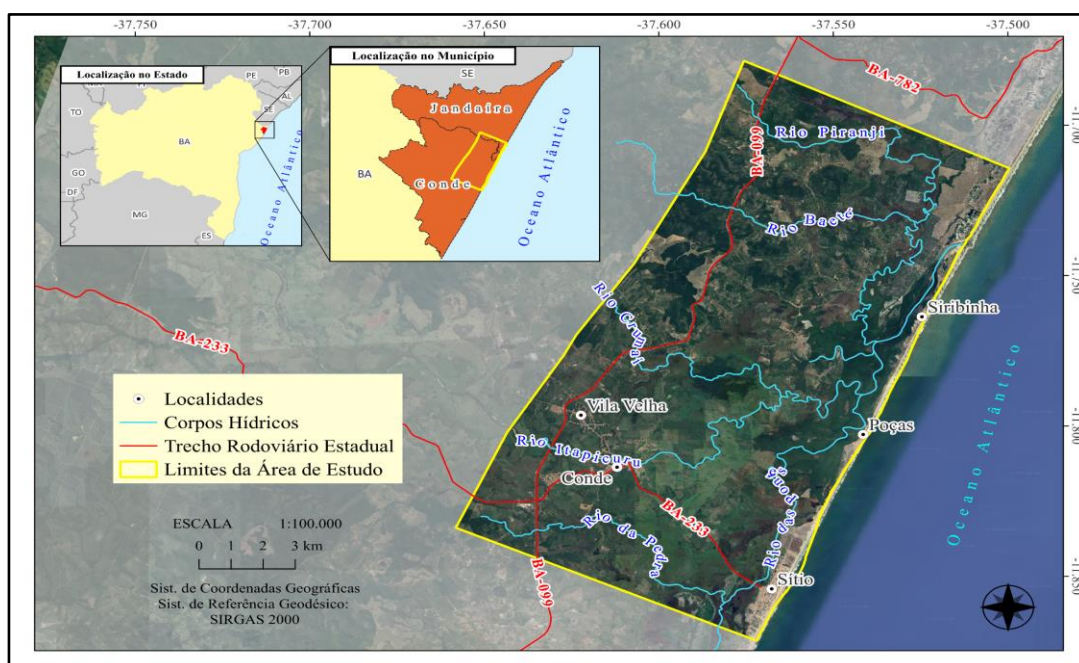 -37.750
-37.700
-37.650
-37.600
-37.550
-37.500
Localização no Estado
PE
PB
AL
SE
TO
BA
GO
DF
MG
ES
Oceano Atlântico
Localização no Município
SE
Jandaíra
BA
Conde
Oceano Atlântico
BA-782
-11.700
Rio Piranji
BA-099
Rio Crumaí
-11.750
Siribinha
BA-233
Oceano Atlântico
Localidades
Corpos Hídricos
Trecho Rodoviário Estadual
Limites da Área de Estudo
Vila Velha
Poças
-11.800
Rio Itapicuru
Conde
BA-233
Rio da Pedra
Rio das Pongs
ESCALA 1:100.000
0 1 2 3 km
Sist. de Coordenadas Geográficas
Sist. de Referência Geodésico:
SIRGAS 2000
BA-099
Sítio
-11.850